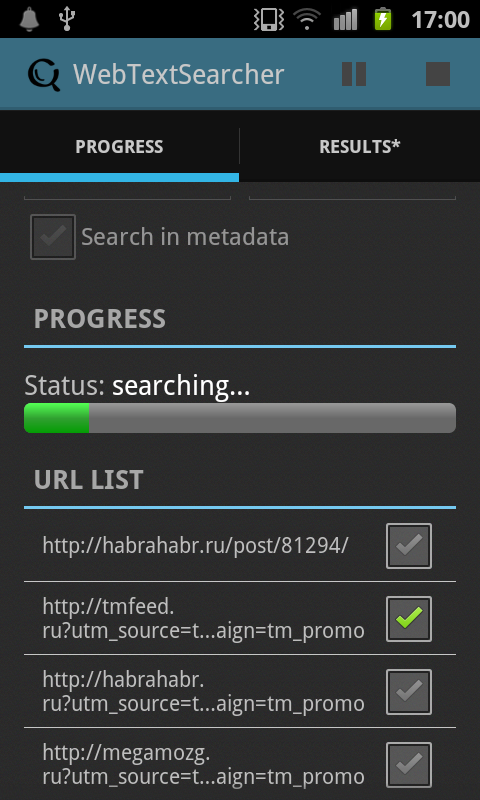 17:00
WebTextSearcher
PROGRESS
RESULTS*
Search in metadata
PROGRESS
Status: searching...
URL LIST
http://habrahabr.ru/post/81294/
http://tmfeed.
ru?utm_source=t...aign=tm_promo
http://habrahabr.
ru?utm_source=t...aign=tm_promo
http://megamozg.
ru?utm_source=t...aign=tm_promo